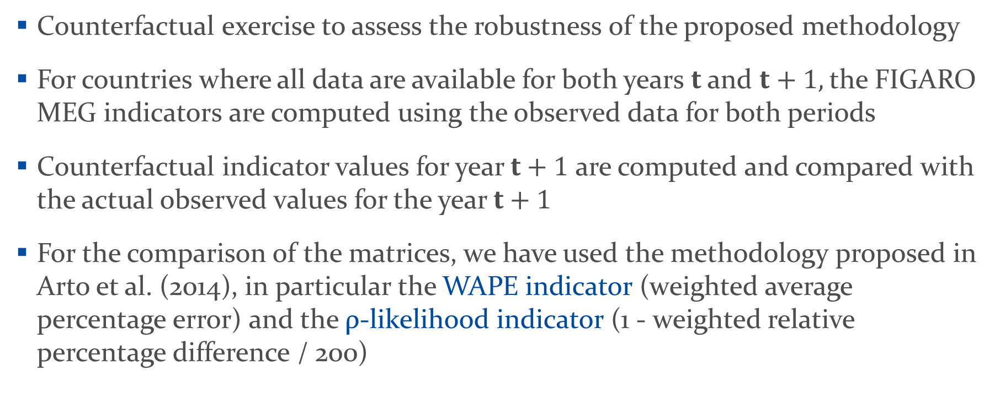 ▪ Counterfactual exercise to assess the robustness of the proposed methodology
▪ For countries where all data are available for both years t and t + 1, the FIGARO
MEG indicators are computed using the observed data for both periods
▪ Counterfactual indicator values for year t + 1 are computed and compared with
the actual observed values for the year t + 1
▪ For the comparison of the matrices, we have used the methodology proposed in
Arto et al. (2014), in particular the WAPE indicator (weighted average
percentage error) and the ρ-likelihood indicator (1 - weighted relative
percentage difference / 200)